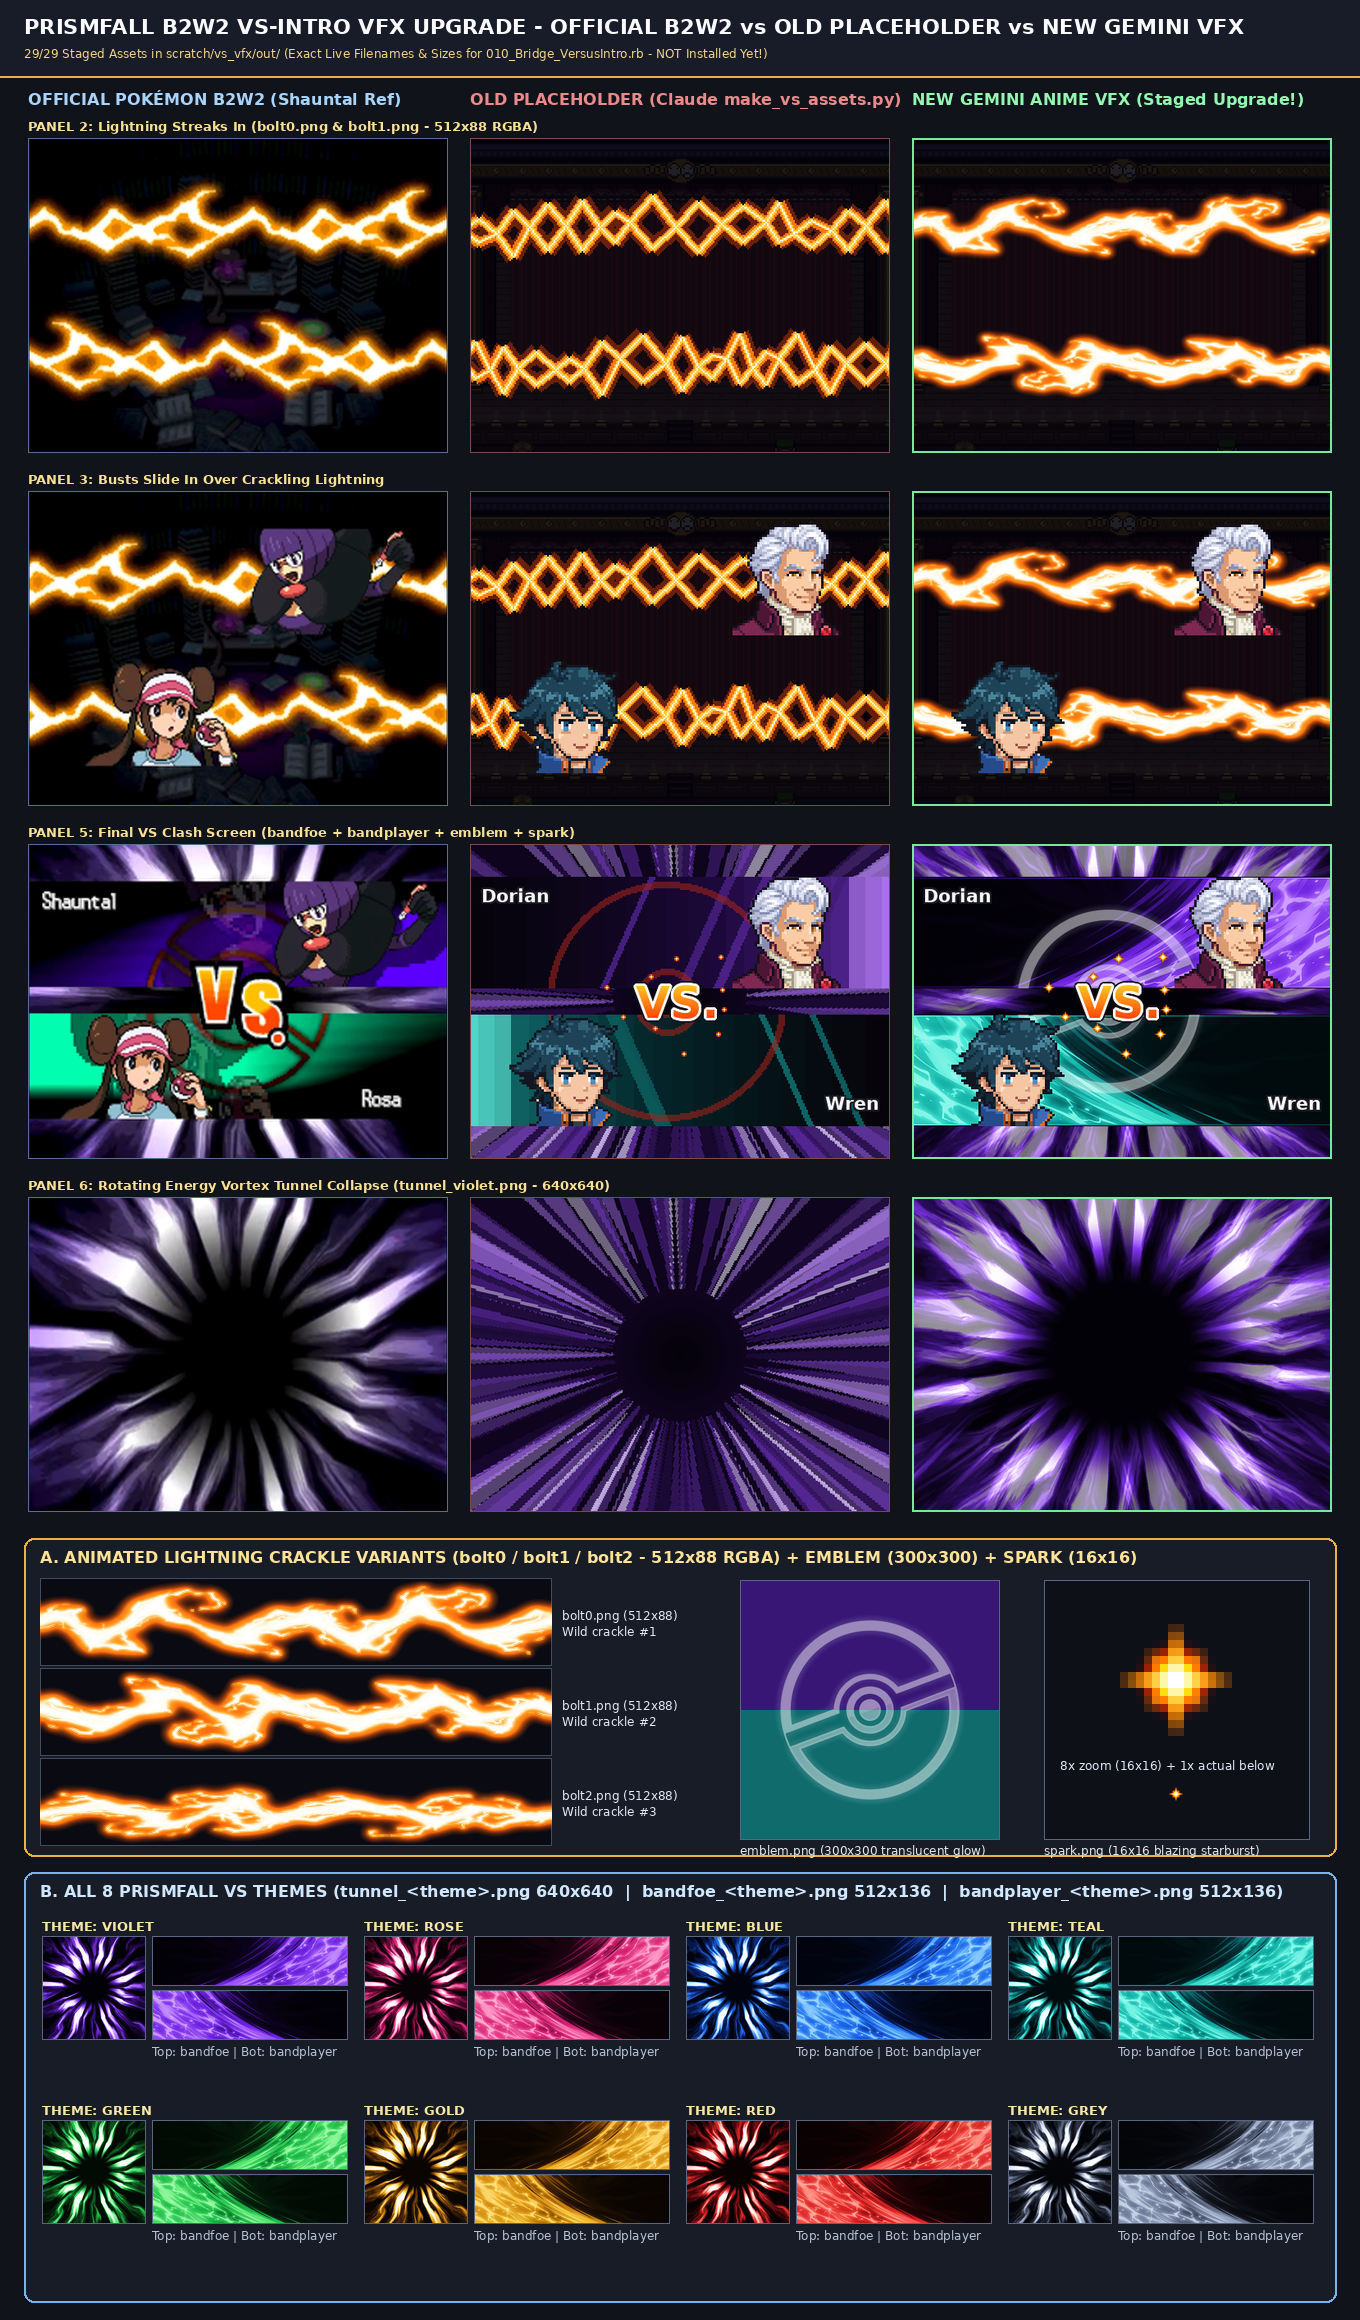 PRISMFALL B2W2 VS-INTRO VFX UPGRADE - OFFICIAL B2W2 vs OLD PLACEHOLDER vs NEW GEMINI VFX
29/29 Staged Assets in scratch/vs_vfx/out/ (Exact Live Filenames & Sizes for 010_Bridge_VersusIntro.rb - NOT Installed Yet!)
OFFICIAL POKÉMON B2W2 (Shauntal Ref)
OLD PLACEHOLDER (Claude make_vs_assets.py)
NEW GEMINI ANIME VFX (Staged Upgrade!)
PANEL 2: Lightning Streaks In (bolt0.png & bolt1.png - 512x88 RGBA)
PANEL 3: Busts Slide In Over Crackling Lightning
PANEL 5: Final VS Clash Screen (bandfoe + bandplayer + emblem + spark)
Shauntal
VS.
Rosa
Dorian
VS.
Wren
Dorian
VS.
Wren
PANEL 6: Rotating Energy Vortex Tunnel Collapse (tunnel_violet.png - 640x640)
A. ANIMATED LIGHTNING CRACKLE VARIANTS (bolt0 / bolt1 / bolt2 - 512x88 RGBA) + EMBLEM (300x300) + SPARK (16x16)
bolt0.png (512x88)
Wild crackle #1
bolt1.png (512x88)
Wild crackle #2
bolt2.png (512x88)
Wild crackle #3
emblem.png (300x300 translucent glow)
8x zoom (16x16) + 1x actual below
spark.png (16x16 blazing starburst)
B. ALL 8 PRISMFALL VS THEMES (tunnel_<theme>.png 640x640 | bandfoe_<theme>.png 512x136 | bandplayer_<theme>.png 512x136)
THEME: VIOLET
Top: bandfoe | Bot: bandplayer
THEME: ROSE
Top: bandfoe | Bot: bandplayer
THEME: BLUE
Top: bandfoe | Bot: bandplayer
THEME: TEAL
Top: bandfoe | Bot: bandplayer
THEME: GREEN
Top: bandfoe | Bot: bandplayer
THEME: GOLD
Top: bandfoe | Bot: bandplayer
THEME: RED
Top: bandfoe | Bot: bandplayer
THEME: GREY
Top: bandfoe | Bot: bandplayer